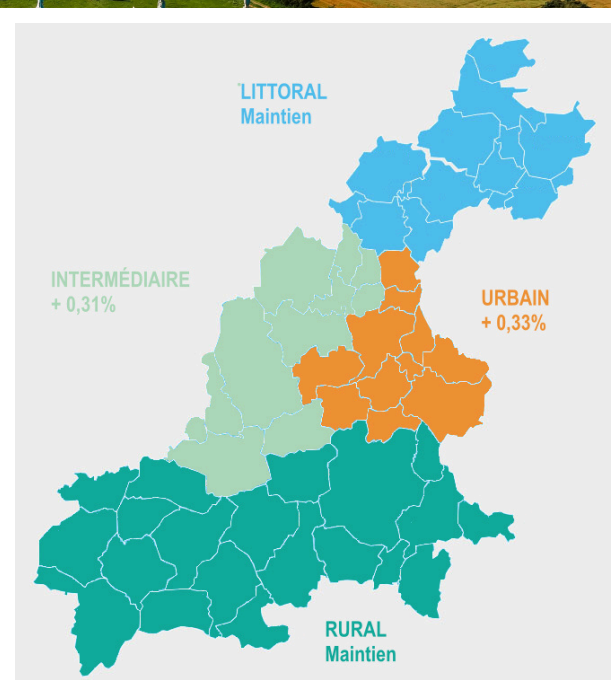 LITTORAL
Maintien
INTERMÉDIAIRE
+ 0,31%
URBAIN
+ 0,33%
RURAL
Maintien